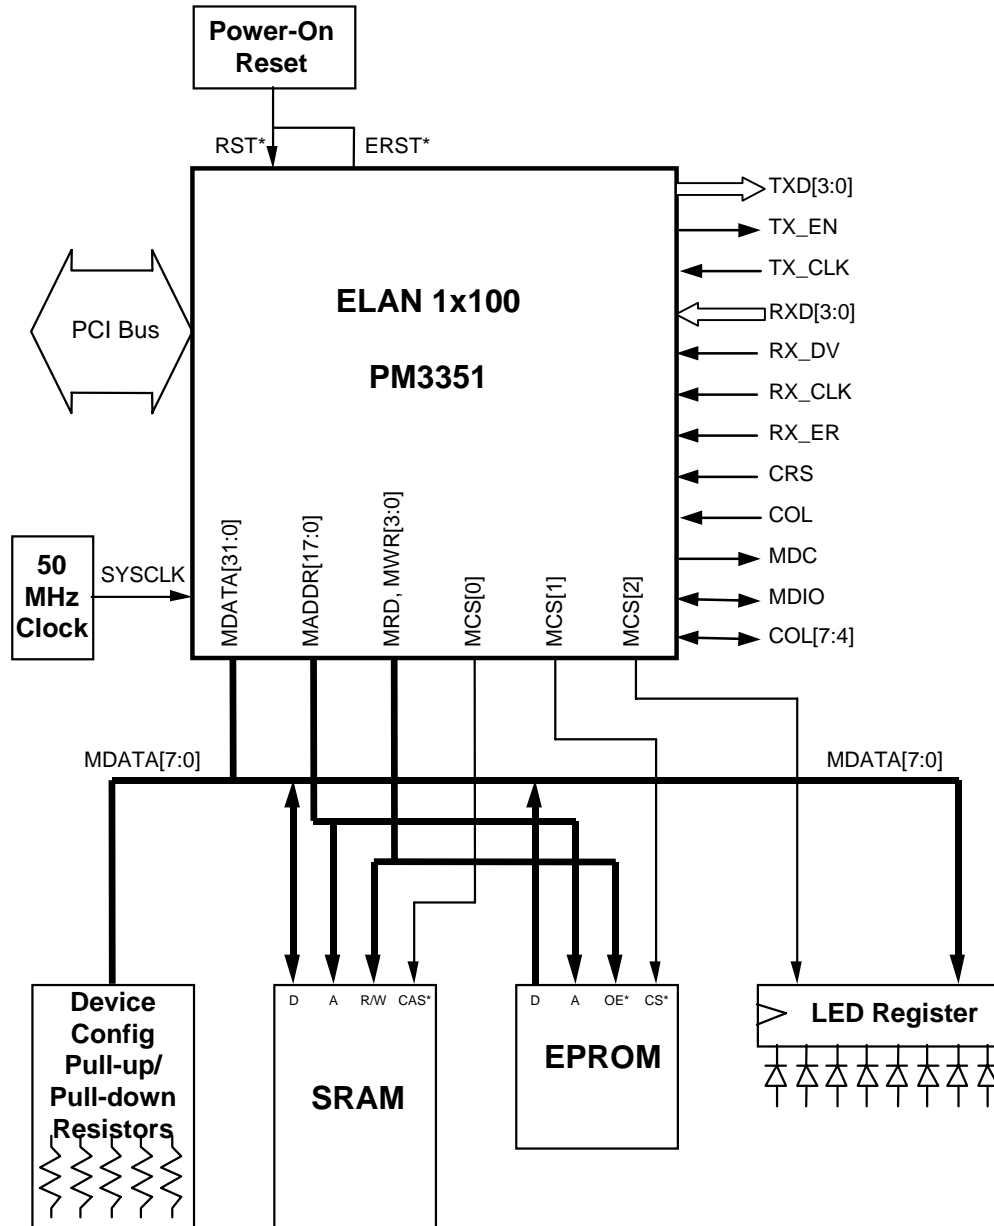 Power-On
Reset
RST*
ERST*
TXD[3:0]
TX_EN
TX_CLK
RXD[3:0]
RX_DV
RX_CLK
RX_ER
CRS
COL
MDC
MDIO
COL[7:4]
ELAN 1x100
PM3351
PCI Bus
50
MHz
Clock
SYSCLK
MDATA[31:0]
MADDR[17:0]
MRD, MWR[3:0]
MCS[0]
MCS[1]
MCS[2]
MDATA[7:0]
MDATA[7:0]
Device
Config
Pull-up/
Pull-down
Resistors
D A R/W CAS*
SRAM
D A OE* CS*
EPROM
LED Register